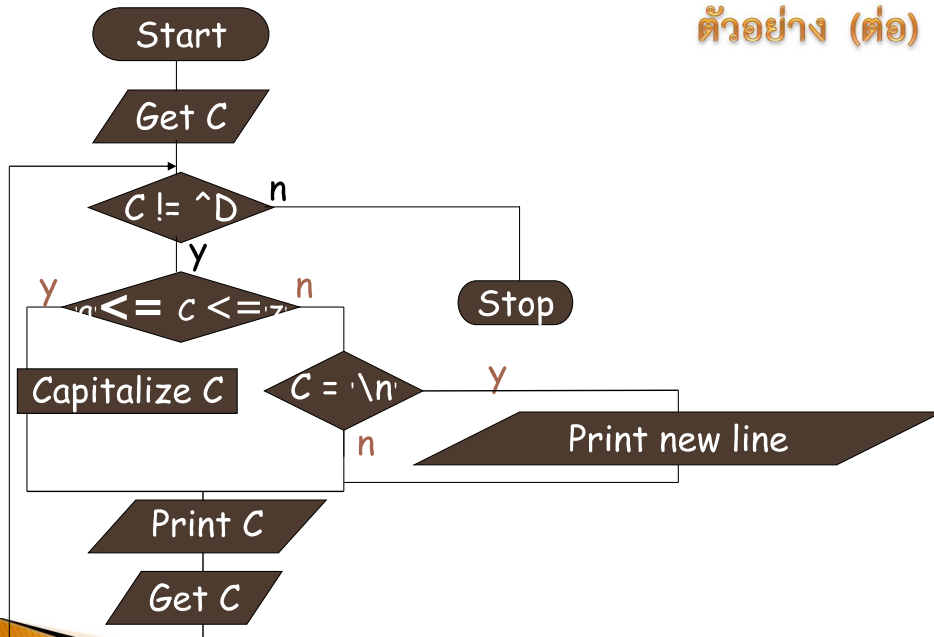 ตัวอย่าง (ต่อ)
Start
Get C
C != ^D
n
y
Stop
y
'a'<= C <='z'
n
Capitalize C
C = '\n'
y
n
Print new line
Print C
Get C